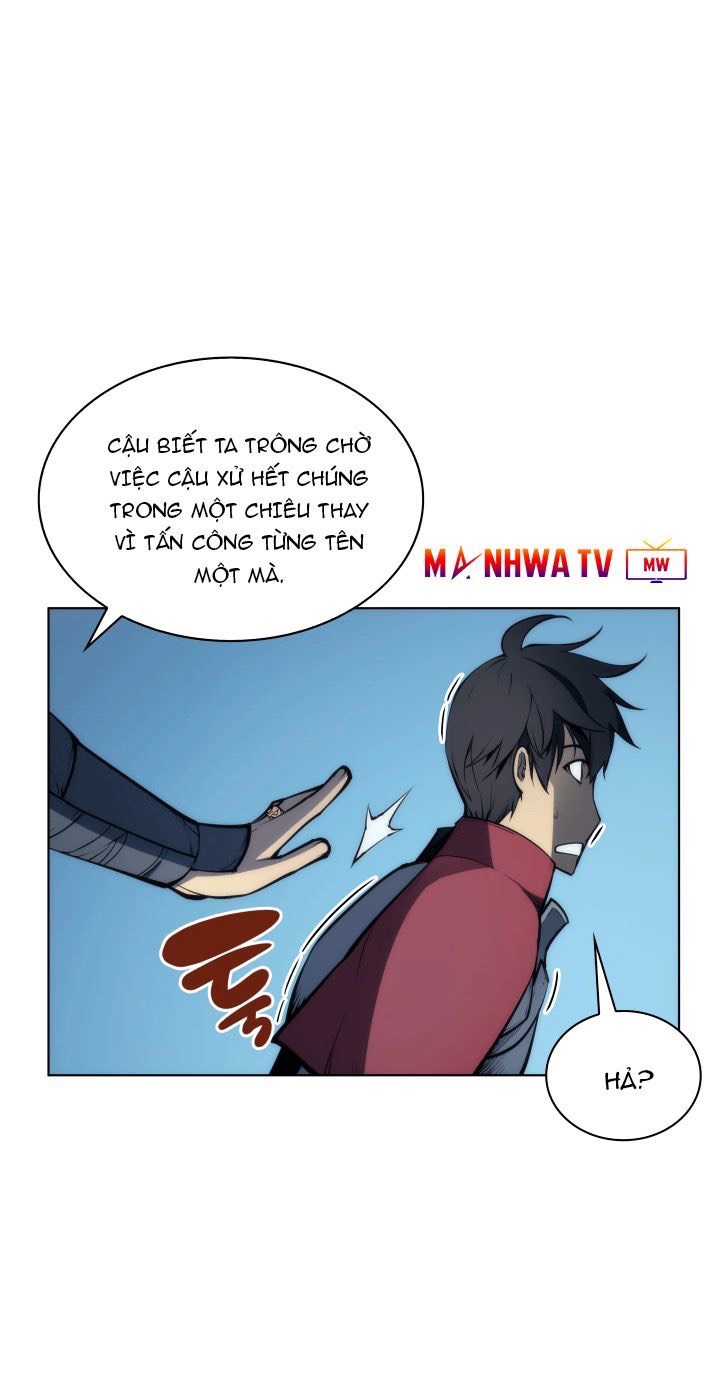 CẬU BIẾT TA TRÔNG CHỜ
VIỆC CẬU XỬ HẾT CHÚNG
TRONG MỘT CHIÊU THAY
VÌ TẤN CÔNG TỪNG TÊN
MỘT MÀ.
MANHWA TV
MW
HẢ?